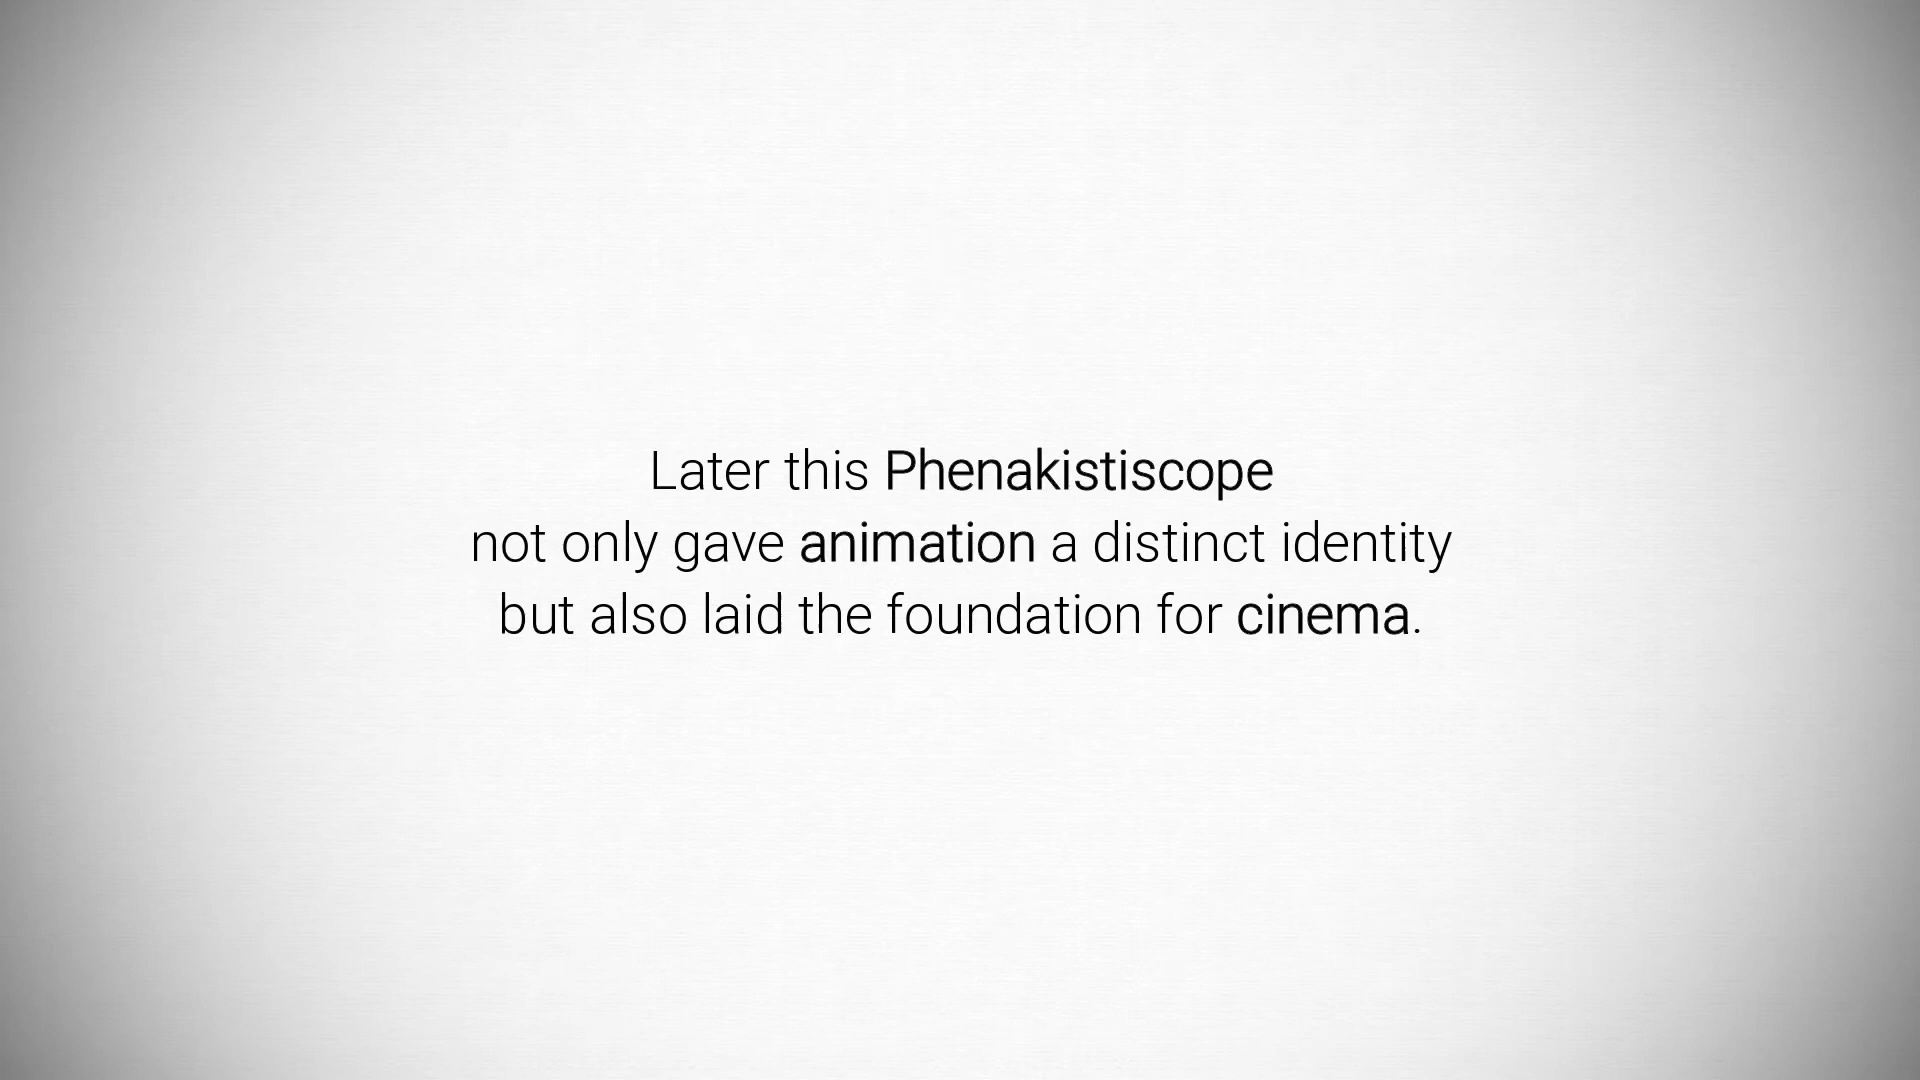 Later this Phenakistiscope
not only gave animation a distinct identity
but also laid the foundation for cinema.